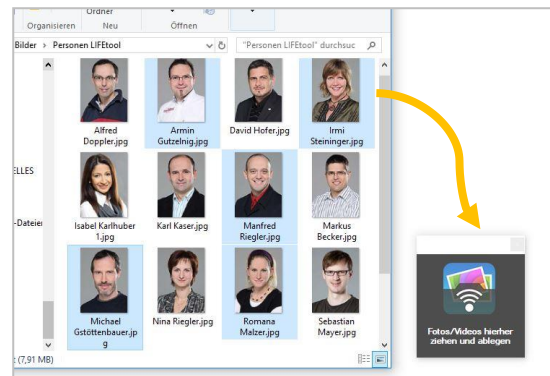 Ordner
Organisieren
Neu
Öffnen
Bilder > Personen LIFEtool
"Personen LIFEtool" durchsuc
Alfred
Doppler.jpg
Armin
Gutzelnig.jpg
David Hofer.jpg
Irmi
Steininger.jpg
ELLES
-Dateien
Isabel Karlhuber
1.jpg
Karl Kaser.jpg
Manfred
Riegler.jpg
Markus
Becker.jpg
Michael
Gstöttenbauer.jp
g
Nina Riegler.jpg
Romana
Malzer.jpg
Sebastian
Mayer.jpg
t (7,91 MB)
Fotos/Videos hierher
ziehen und ablegen